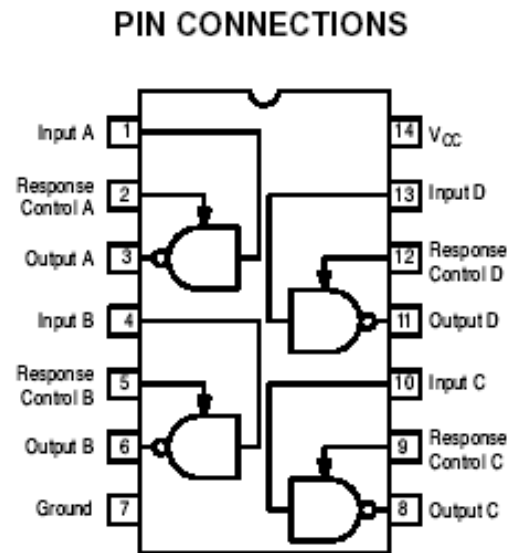 PIN CONNECTIONS
Input A 1
Response
Control A 2
Output A 3
Input B 4
Response
Control B 5
Output B 6
Ground 7
14 VCC
13 Input D
12 Response
Control D
11 Output D
10 Input C
9 Response
Control C
8 Output C